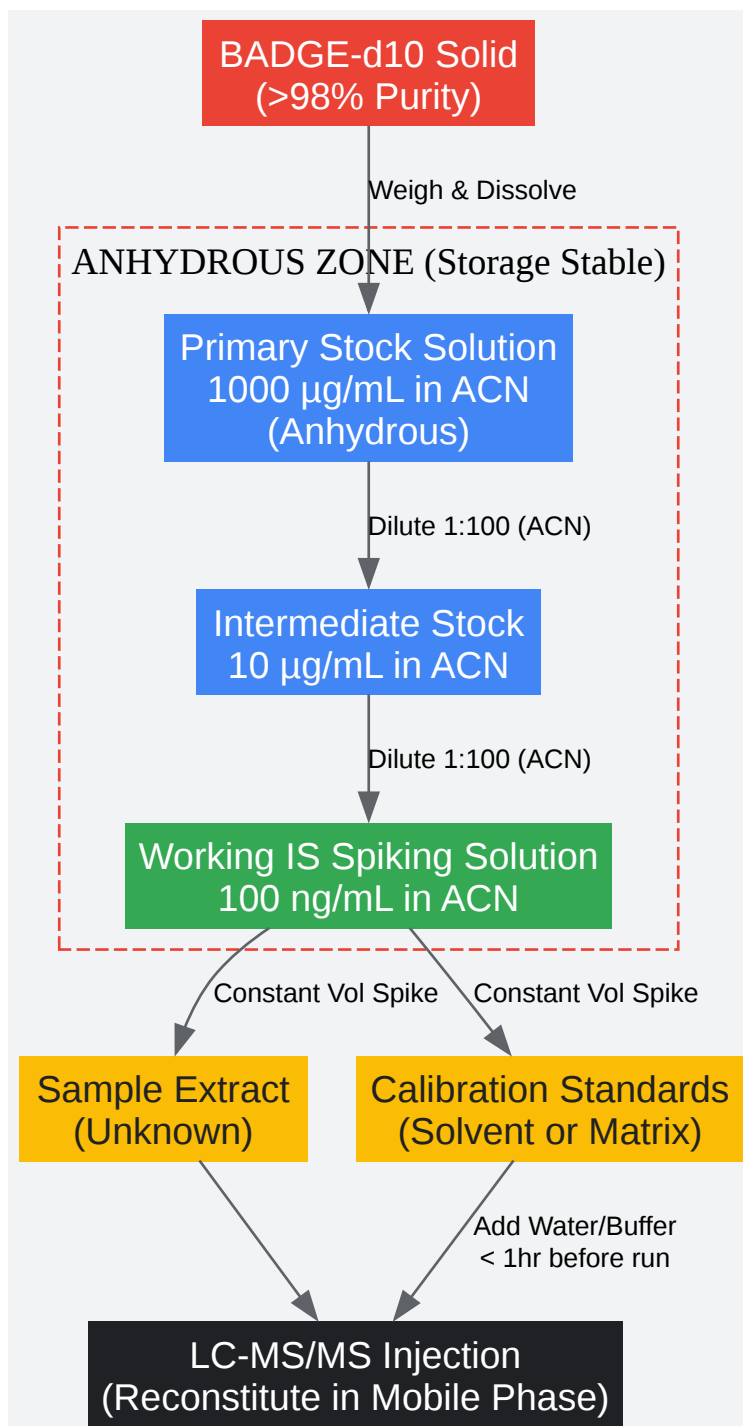 BADGE-d10 Solid
(>98% Purity)
Weigh & Dissolve
ANHYDROUS ZONE (Storage Stable)
Primary Stock Solution
1000 µg/mL in ACN
(Anhydrous)
Dilute 1:100 (ACN)
Intermediate Stock
10 µg/mL in ACN
Dilute 1:100 (ACN)
Working IS Spiking Solution
100 ng/mL in ACN
Constant Vol Spike
Constant Vol Spike
Sample Extract
(Unknown)
Calibration Standards
(Solvent or Matrix)
Add Water/Buffer
< 1hr before run
LC-MS/MS Injection
(Reconstitute in Mobile Phase)